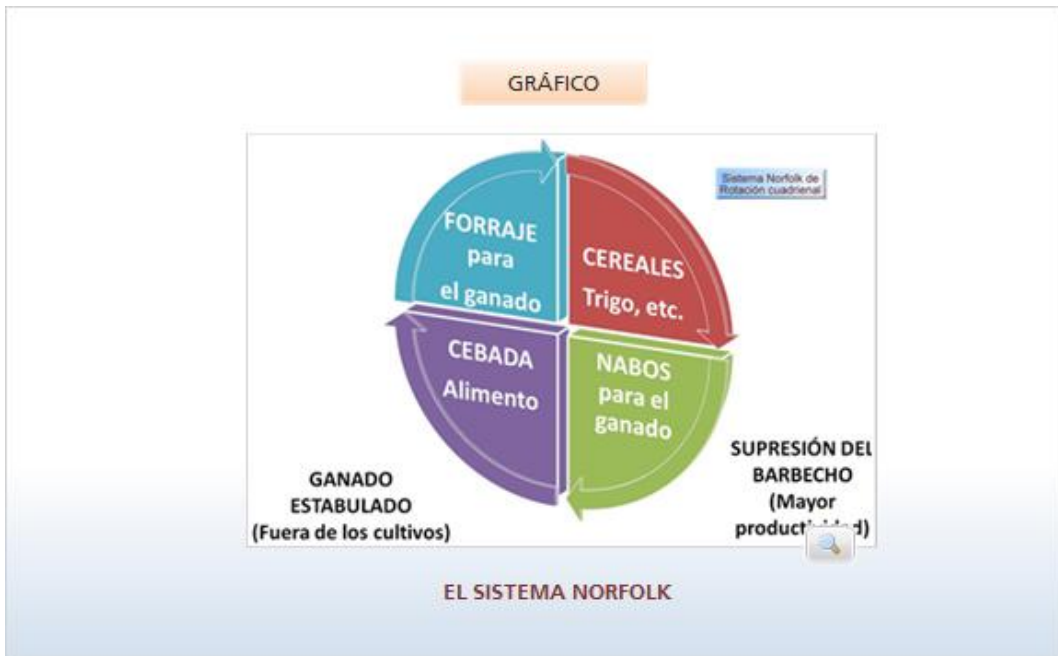 GRÁFICO
Sistema Norfolk de
Rotación cuadrienal
FORRAJE
para
el ganado
CEREALES
Trigo, etc.
CEBADA
Alimento
NABOS
para el
ganado
GANADO
ESTABULADO
(Fuera de los cultivos)
SUPRESIÓN DEL
BARBECHO
(Mayor
productividad)
EL SISTEMA NORFOLK